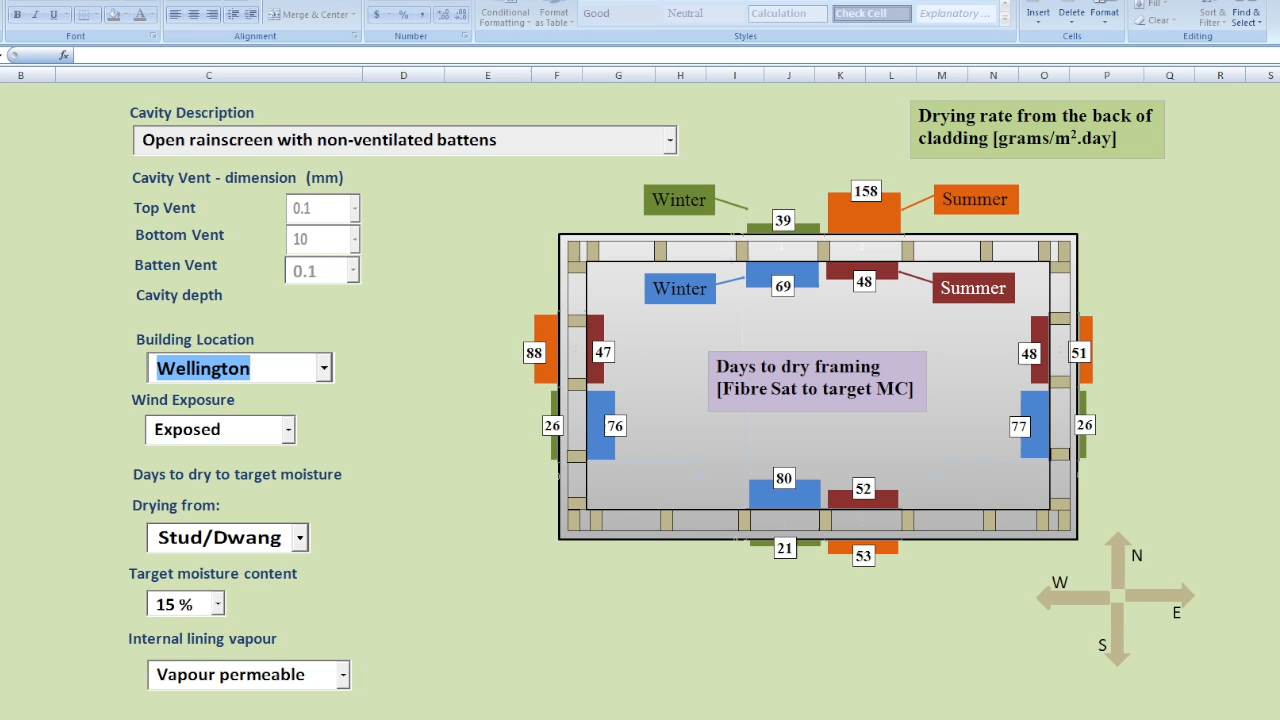 B I U A Merge & Center $ % , Conditional Formatting Format as Table Good Neutral Calculation Check Cell Explanatory ... Insert Delete Format Fill Clear Sort & Filter Find & Select
Font Alignment Number Styles Cells Editing
fx
B C D E F G H I J K L M N O P Q R S
Cavity Description
Open rainscreen with non-ventilated battens
Cavity Vent - dimension (mm)
Top Vent 0.1
Bottom Vent 10
Batten Vent 0.1
Cavity depth
Building Location
Wellington
Wind Exposure
Exposed
Days to dry to target moisture
Drying from:
Stud/Dwang
Target moisture content
15 %
Internal lining vapour
Vapour permeable
Drying rate from the back of
cladding [grams/m².day]
Winter 39 158 Summer
Winter 69 48 Summer
88 47 48 51
Days to dry framing
[Fibre Sat to target MC]
26 76 77 26
80 52
21 53
N
W
E
S